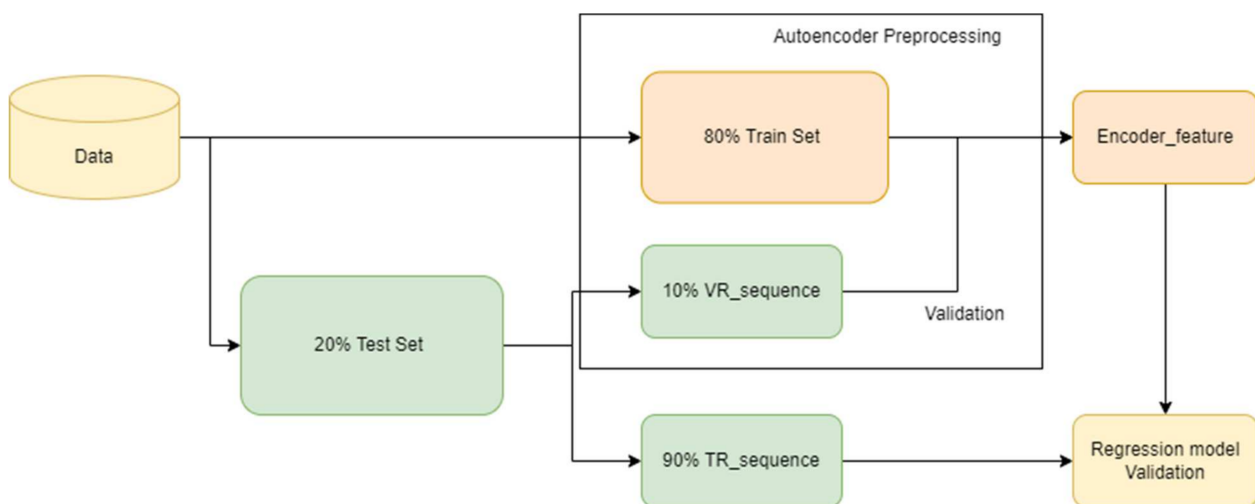 Autoencoder Preprocessing
Data
80% Train Set
Encoder_feature
20% Test Set
10% VR_sequence
Validation
90% TR_sequence
Regression model
Validation